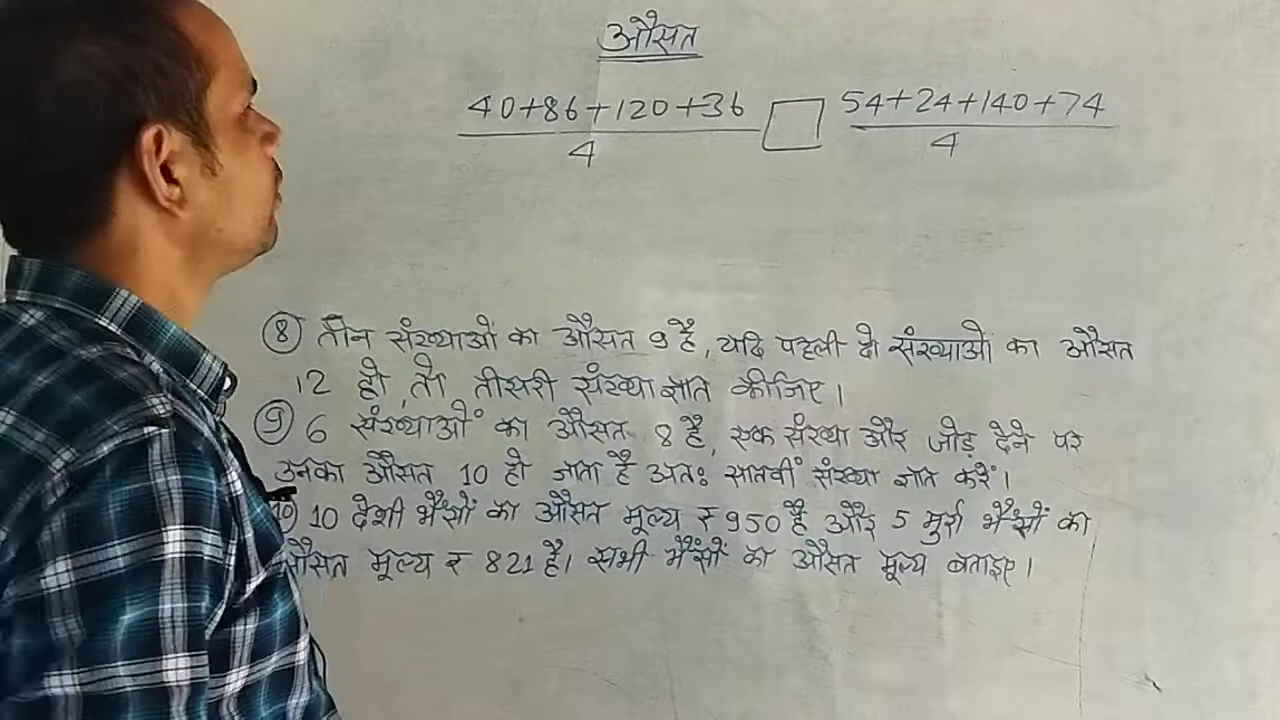 औसत
40+86+120+36 □ 54+24+140+74
4 4
⑧ तीन संख्याओं का औसत 9 है, यदि पहली दो संख्याओं का औसत
12 हो, तो तीसरी संख्या ज्ञात कीजिए।
⑨ 6 संख्याओं का औसत 8 है, एक संख्या और जोड़ देने पर
उनका औसत 10 हो जाता है अतः सातवीं संख्या ज्ञात करें।
⑩ 10 देशी भैंसों का औसत मूल्य ₹950 है और 5 मुर्रा भैंसों का
औसत मूल्य ₹ 821 है। सभी भैंसों का औसत मूल्य बताइए।